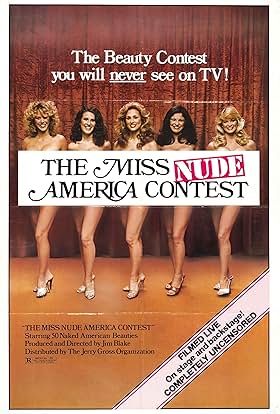 The Beauty Contest
you will never see on TV!
THE MISS NUDE
AMERICA CONTEST
"THE MISS NUDE AMERICA CONTEST"
Starring 50 Naked American Beauties
Produced and Directed by Jim Blake
Distributed by The Jerry Gross Organization
R
FILMED LIVE
On stage and backstage!
COMPLETELY UNCENSORED